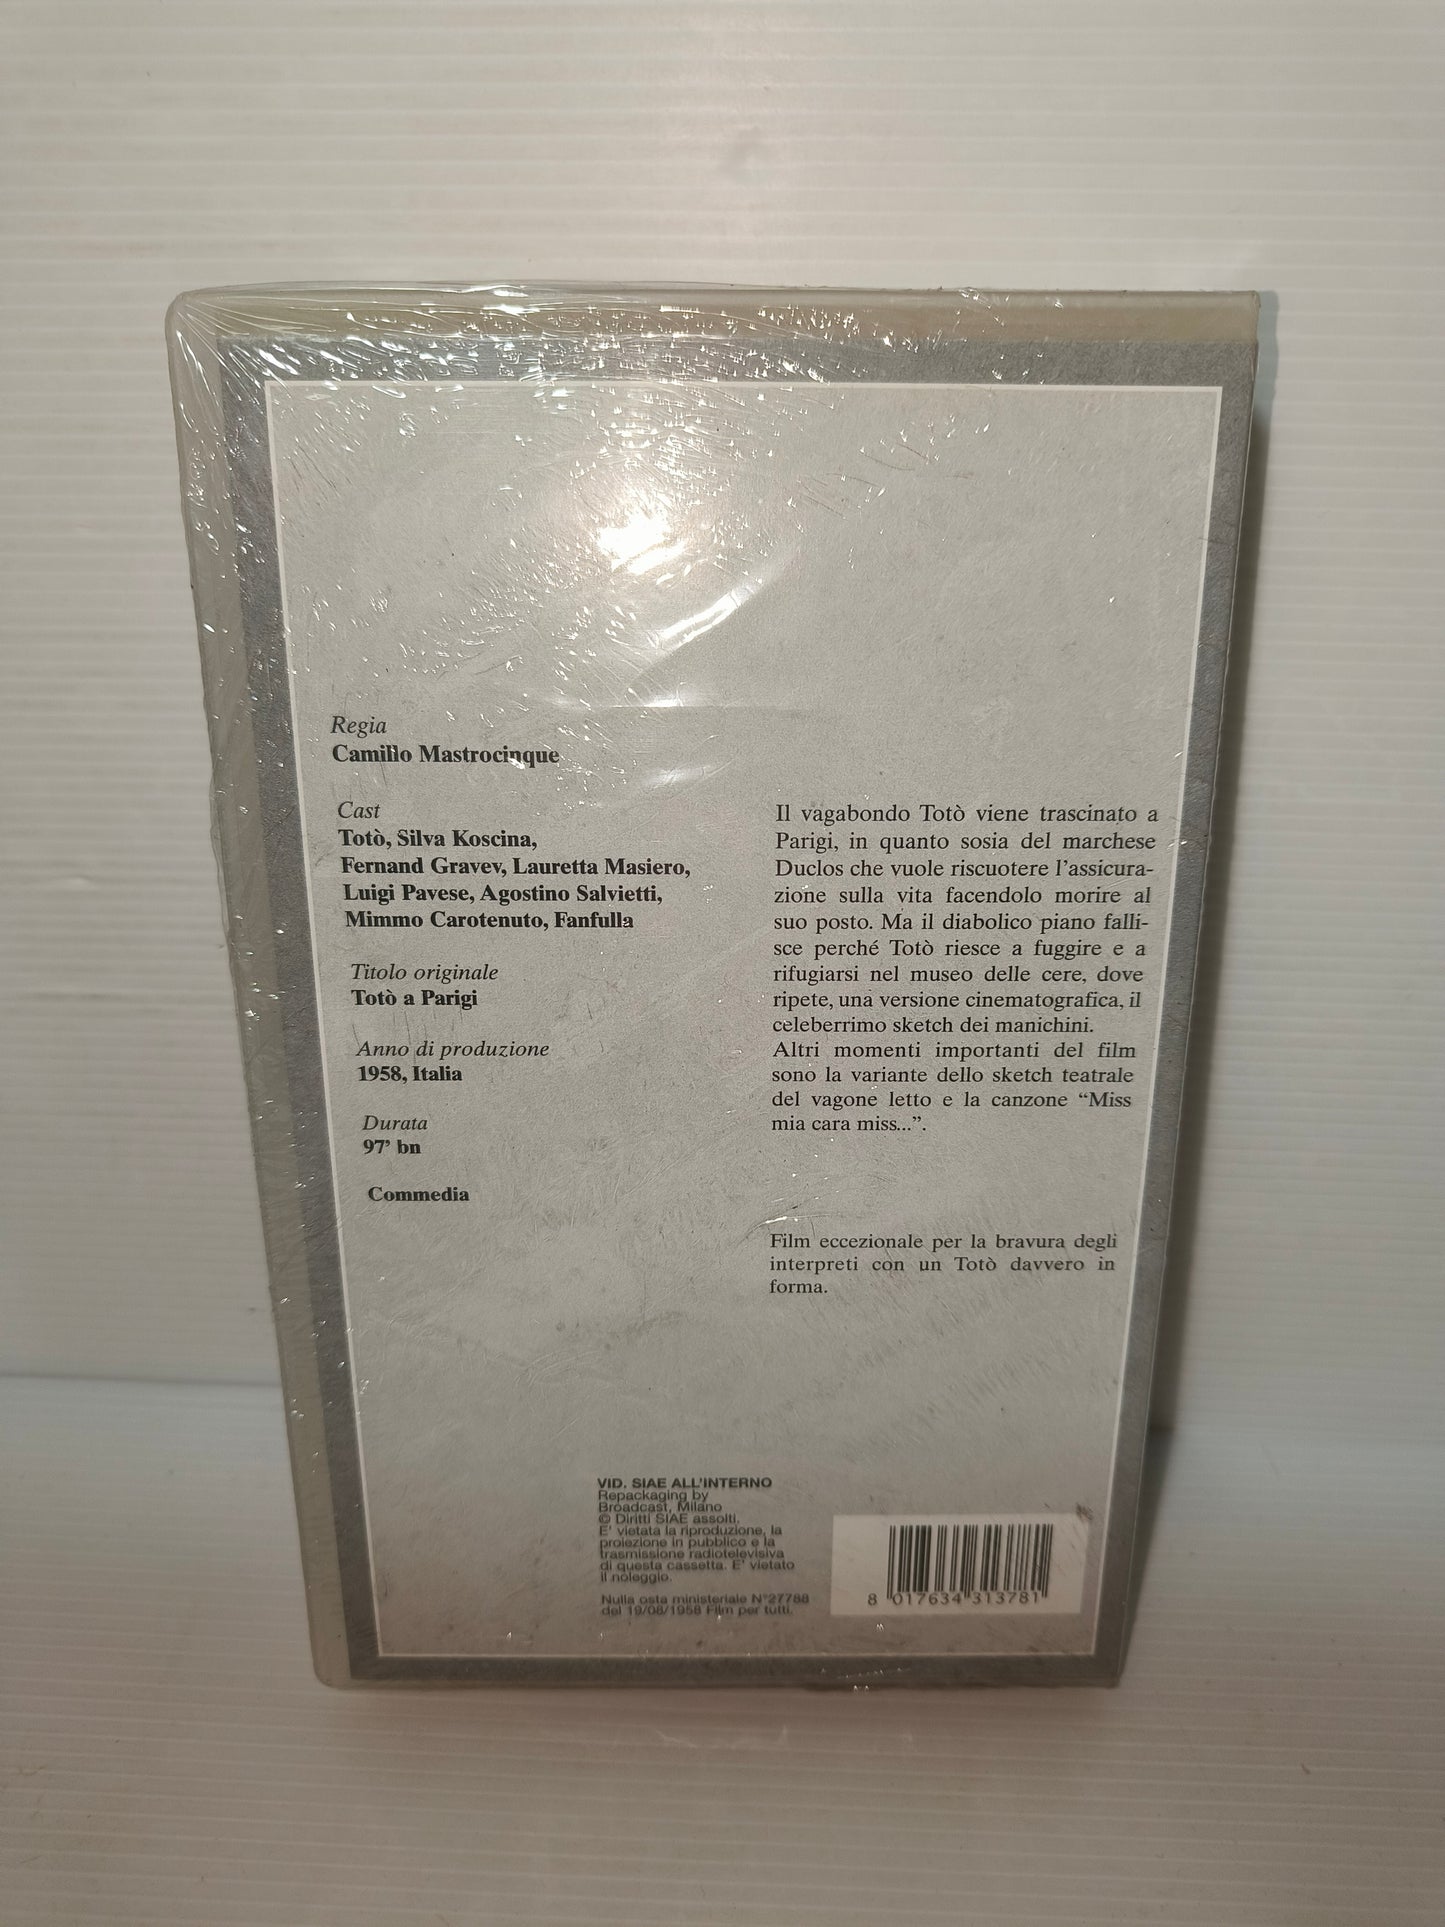 Regia
Camillo Mastrocinque
Cast
Totò, Silva Koscina,
Fernand Gravey, Lauretta Masiero,
Luigi Pavese, Agostino Salvietti,
Mimmo Carotenuto, Fanfulla
Titolo originale
Totò a Parigi
Anno di produzione
1958, Italia
Durata
97' bn
Commedia
Il vagabondo Totò viene trascinato a
Parigi, in quanto sosia del marchese
Duclos che vuole riscuotere l'assicura-
zione sulla vita facendolo morire al
suo posto. Ma il diabolico piano falli-
sce perché Totò riesce a fuggire e a
rifugiarsi nel museo delle cere, dove
ripete, una versione cinematografica, il
celeberrimo sketch dei manichini.
Altri momenti importanti del film
sono la variante dello sketch teatrale
del vagone letto e la canzone “Miss
mia cara miss...”.
Film eccezionale per la bravura degli
interpreti con un Totò davvero in
forma.
VID. SIAE ALL'INTERNO
Repackaging by
Broadcast, Milano
© Diritti SIAE assolti.
E' vietata la riproduzione, la
proiezione in pubblico e la
trasmissione radiotelevisiva
di questa cassetta. E' vietato
il noleggio.
Nulla osta ministeriale N°27788
del 19/08/1958 Film per tutti.
8 017634 313781